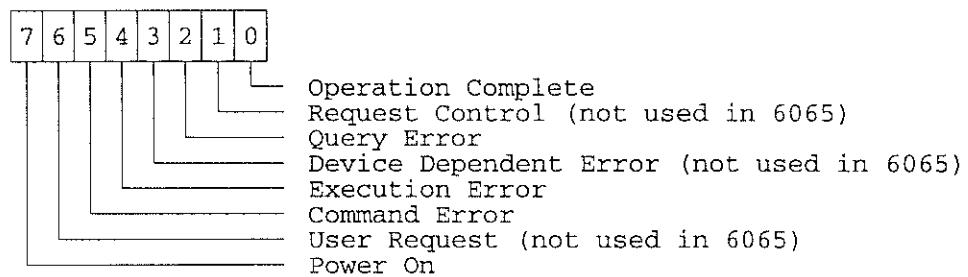 7 6 5 4 3 2 1 0
Operation Complete
Request Control (not used in 6065)
Query Error
Device Dependent Error (not used in 6065)
Execution Error
Command Error
User Request (not used in 6065)
Power On